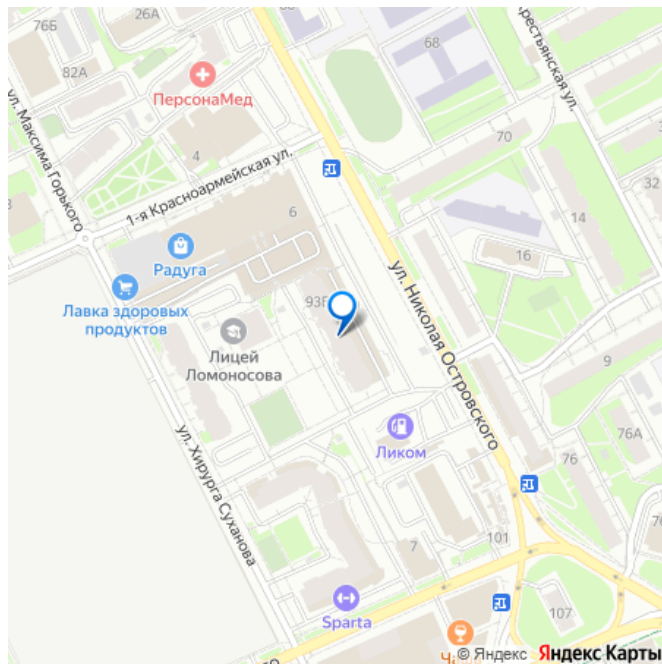 76Б
82А
ПерсонаМед
68
70
4
1-я Красноармейская ул.
ул. Максима Горького
6
Радуга
Лавка здоровых
продуктов
Лицей
Ломоносова
ул. Николая Островского
14
32
16
9
76А
76
Ликом
ул. Хирурга Суханова
7
101
107
Sparta
© Яндекс Яндекс Карты